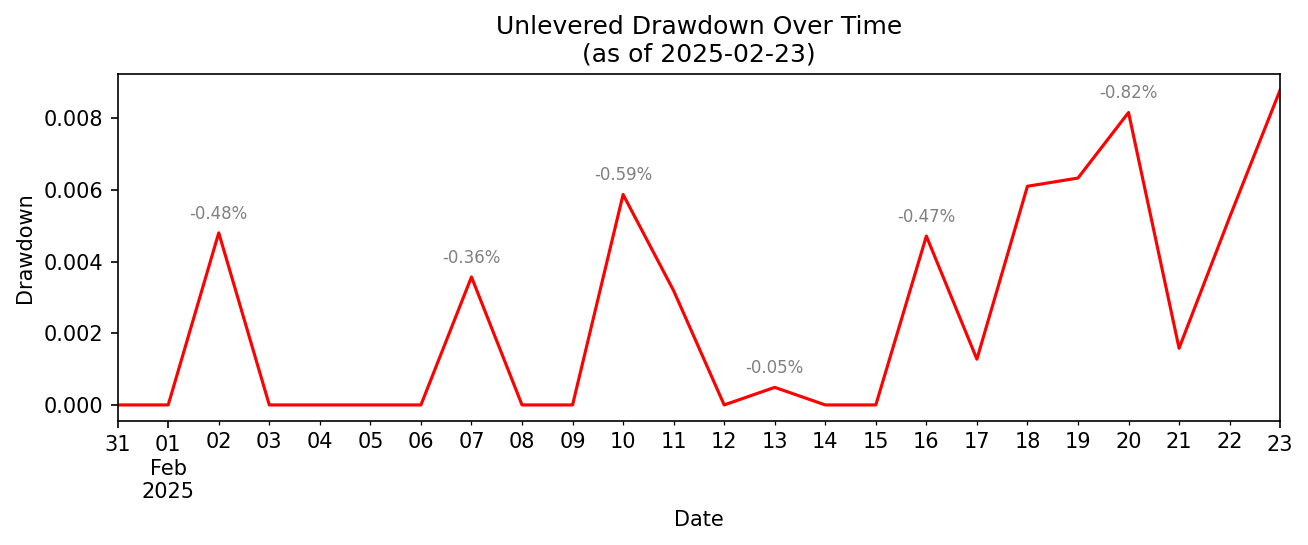 Unlevered Drawdown Over Time
(as of 2025-02-23)
Drawdown
0.008
0.006
0.004
0.002
0.000
-0.48%
-0.36%
-0.59%
-0.05%
-0.47%
-0.82%
31 01 02 03 04 05 06 07 08 09 10 11 12 13 14 15 16 17 18 19 20 21 22 23
Feb
2025
Date